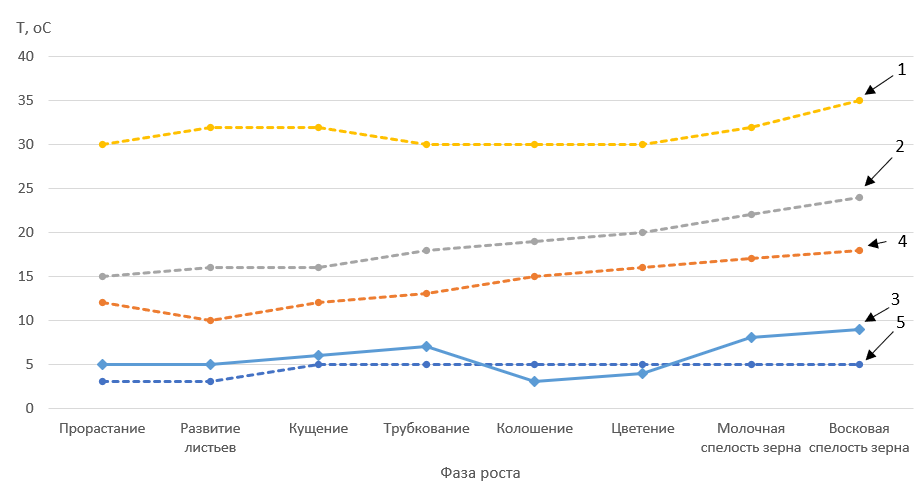 T, oC
40
35
30
25
20
15
10
5
0
1
2
4
3
5
Прорастание
Развитие
листьев
Кущение
Трубкование
Колошение
Цветение
Молочная
спелость зерна
Восковая
спелость зерна
Фаза роста